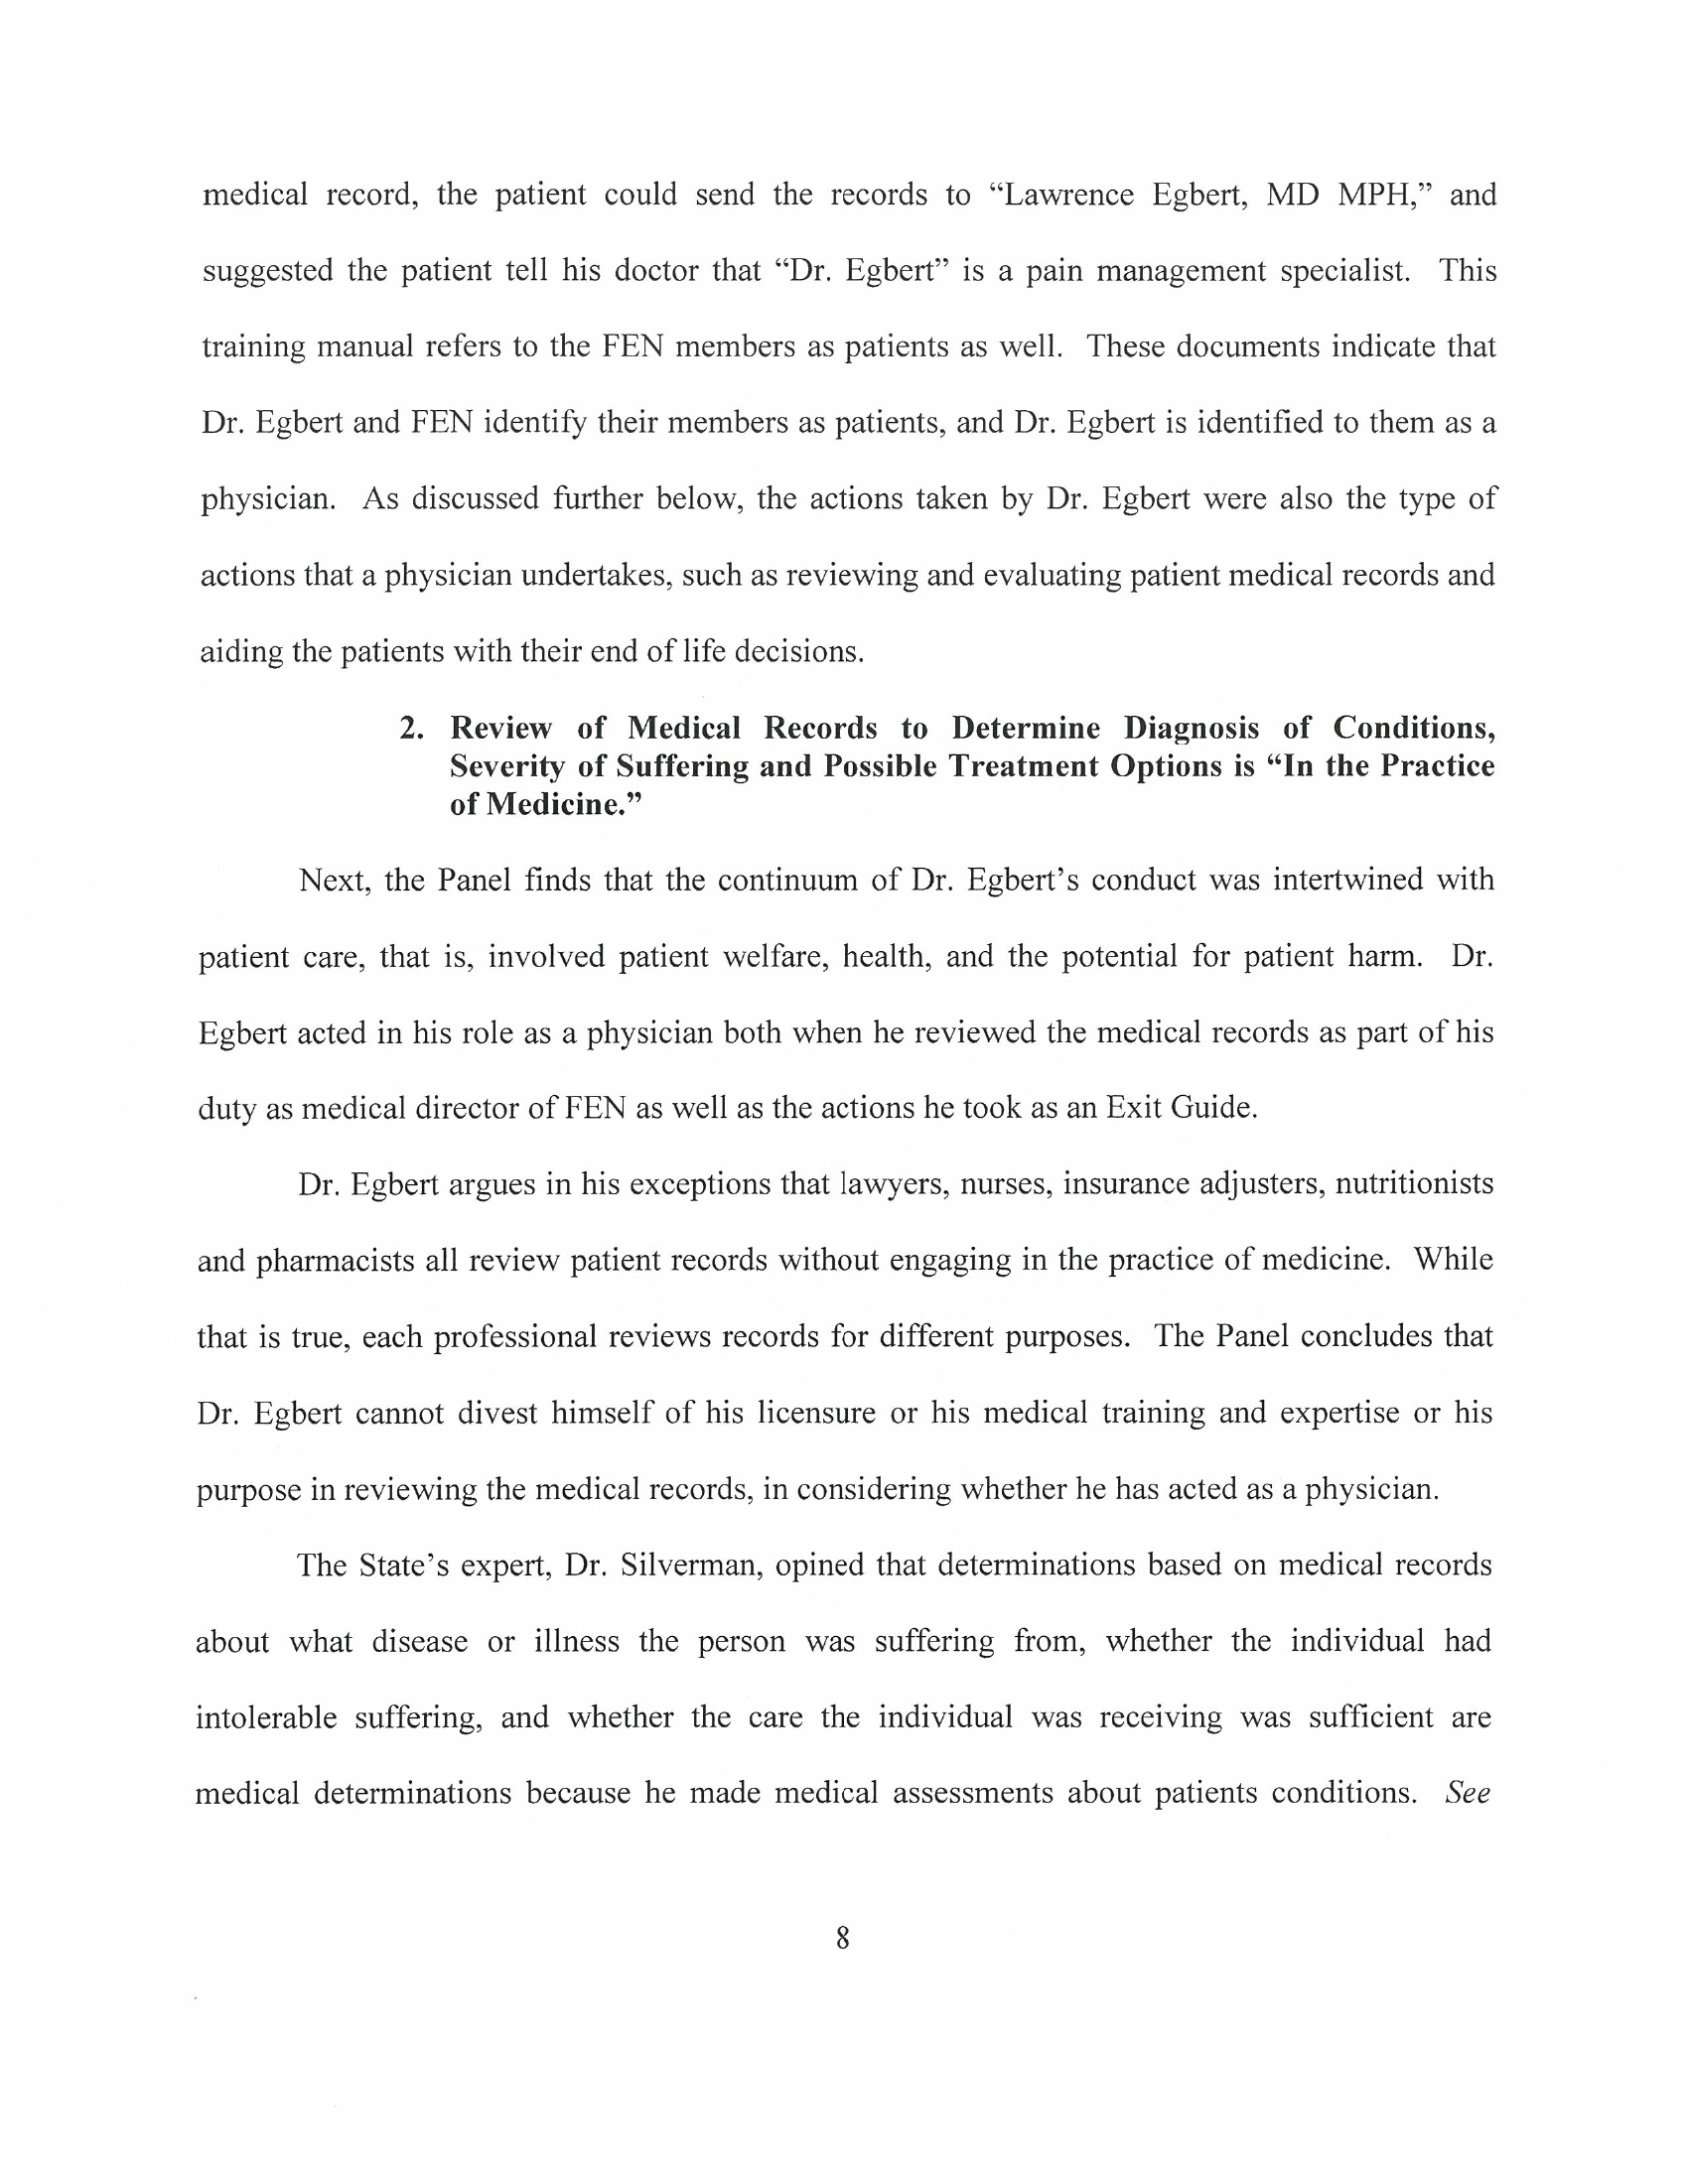 medical record, the patient could send the records to “Lawrence Egbert, MD MPH,” and
suggested the patient tell his doctor that “Dr. Egbert” is a pain management specialist. This
training manual refers to the FEN members as patients as well. These documents indicate that
Dr. Egbert and FEN identify their members as patients, and Dr. Egbert is identified to them as a
physician. As discussed further below, the actions taken by Dr. Egbert were also the type of
actions that a physician undertakes, such as reviewing and evaluating patient medical records and
aiding the patients with their end of life decisions.
2. Review of Medical Records to Determine Diagnosis of Conditions,
Severity of Suffering and Possible Treatment Options is “In the Practice
of Medicine.”
Next, the Panel finds that the continuum of Dr. Egbert’s conduct was intertwined with
patient care, that is, involved patient welfare, health, and the potential for patient harm. Dr.
Egbert acted in his role as a physician both when he reviewed the medical records as part of his
duty as medical director of FEN as well as the actions he took as an Exit Guide.
Dr. Egbert argues in his exceptions that lawyers, nurses, insurance adjusters, nutritionists
and pharmacists all review patient records without engaging in the practice of medicine. While
that is true, each professional reviews records for different purposes. The Panel concludes that
Dr. Egbert cannot divest himself of his licensure or his medical training and expertise or his
purpose in reviewing the medical records, in considering whether he has acted as a physician.
The State’s expert, Dr. Silverman, opined that determinations based on medical records
about what disease or illness the person was suffering from, whether the individual had
intolerable suffering, and whether the care the individual was receiving was sufficient are
medical determinations because he made medical assessments about patients conditions. See
8